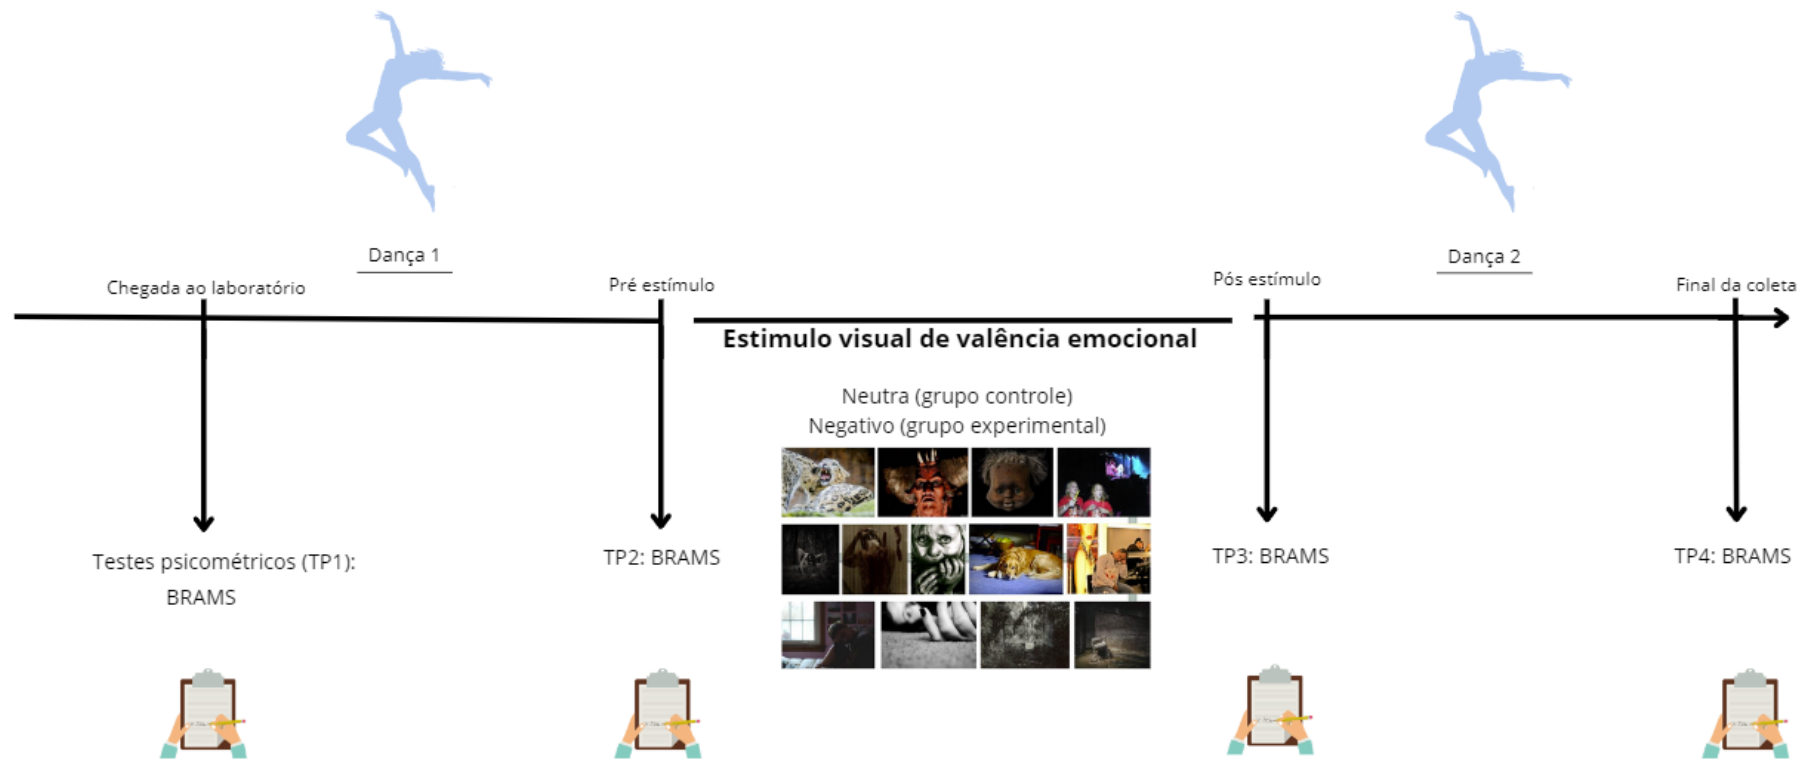 Dança 1
Dança 2
Chegada ao laboratório
Pré estímulo
Pós estímulo
Final da coleta
Estimulo visual de valência emocional
Neutra (grupo controle)
Negativo (grupo experimental)
Testes psicométricos (TP1):
BRAMS
TP2: BRAMS
TP3: BRAMS
TP4: BRAMS